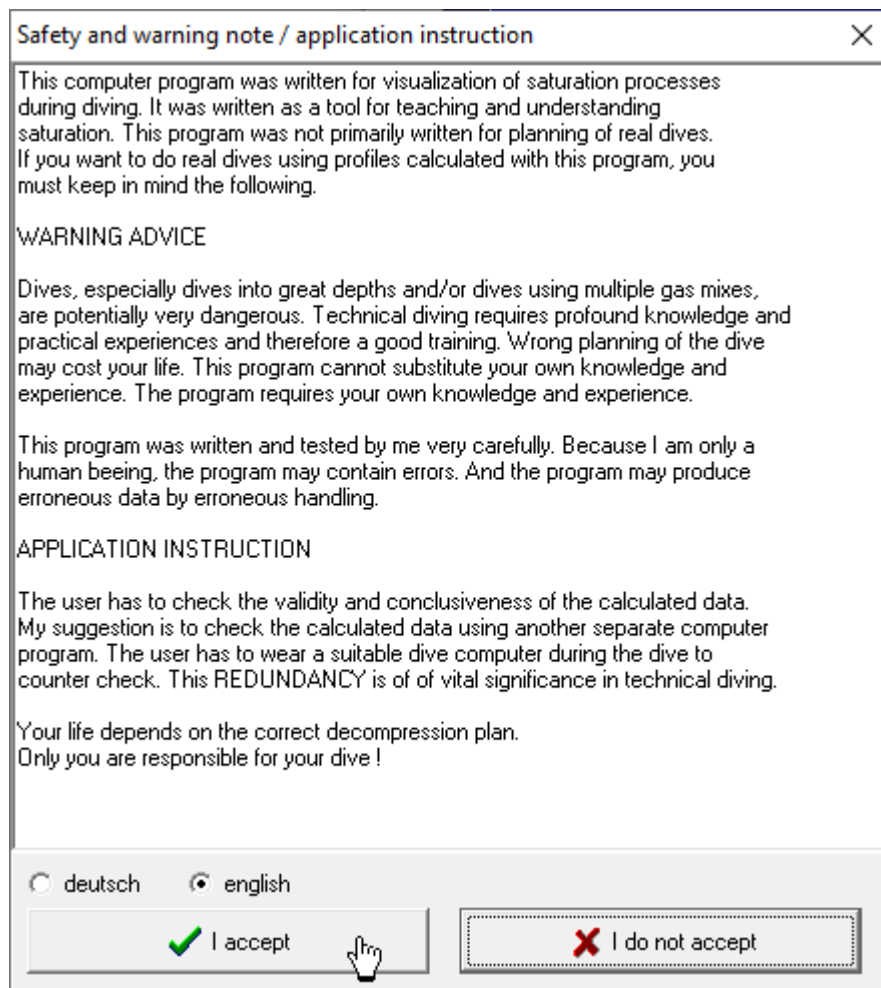 Safety and warning note / application instruction
This computer program was written for visualization of saturation processes
during diving. It was written as a tool for teaching and understanding
saturation. This program was not primarily written for planning of real dives.
If you want to do real dives using profiles calculated with this program, you
must keep in mind the following.
WARNING ADVICE
Dives, especially dives into great depths and/or dives using multiple gas mixes,
are potentially very dangerous. Technical diving requires profound knowledge and
practical experiences and therefore a good training. Wrong planning of the dive
may cost your life. This program cannot substitute your own knowledge and
experience. The program requires your own knowledge and experience.
This program was written and tested by me very carefully. Because I am only a
human beeing, the program may contain errors. And the program may produce
erroneous data by erroneous handling.
APPLICATION INSTRUCTION
The user has to check the validity and conclusiveness of the calculated data.
My suggestion is to check the calculated data using another separate computer
program. The user has to wear a suitable dive computer during the dive to
counter check. This REDUNDANCY is of of vital significance in technical diving.
Your life depends on the correct decompression plan.
Only you are responsible for your dive !
deutsch english
I accept I do not accept